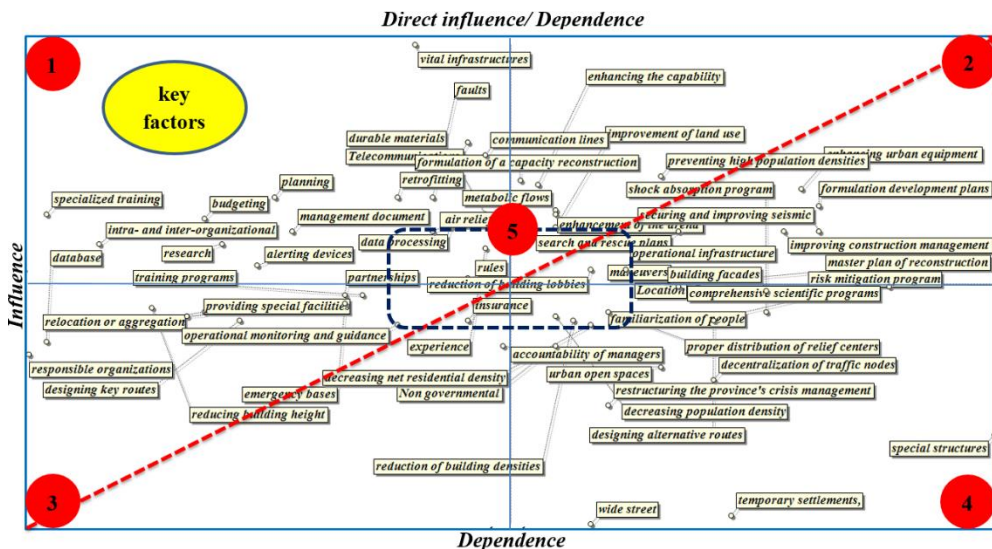 Direct influence/ Dependence
1
2
key
factors
vital infrastructures
enhancing the capability
faults
durable materials
communication lines
improvement of land use
formulation of a capacity reconstruction
preventing high population densities
urban equipment
planning
retrofitting
shock absorption program
formulation development plans
specialized training
budgeting
metabolic flows
management document
securing and improving seismic
intra- and inter-organizational
air relie
5
enhancement of the arena
data processing
search and rescue plans
improving construction management
research
operational infrastructure
database
alerting devices
master plan of reconstruction
rules
maneuvers
building facades
training programs
partnerships
risk mitigation program
reduction of building lobbies
Location
comprehensive scientific programs
providing special facilities
insurance
relocation or aggregation
familiarization of people
operational monitoring and guidance
experience
accountability of managers
proper distribution of relief centers
responsible organizations
decreasing net residential density
urban open spaces
decentralization of traffic nodes
designing key routes
emergency bases
Non governmental
restructuring the province's crisis management
reducing building height
decreasing population density
designing alternative routes
special structures
reduction of building densities
3
wide street
temporary settlements,
4
Influence
Dependence